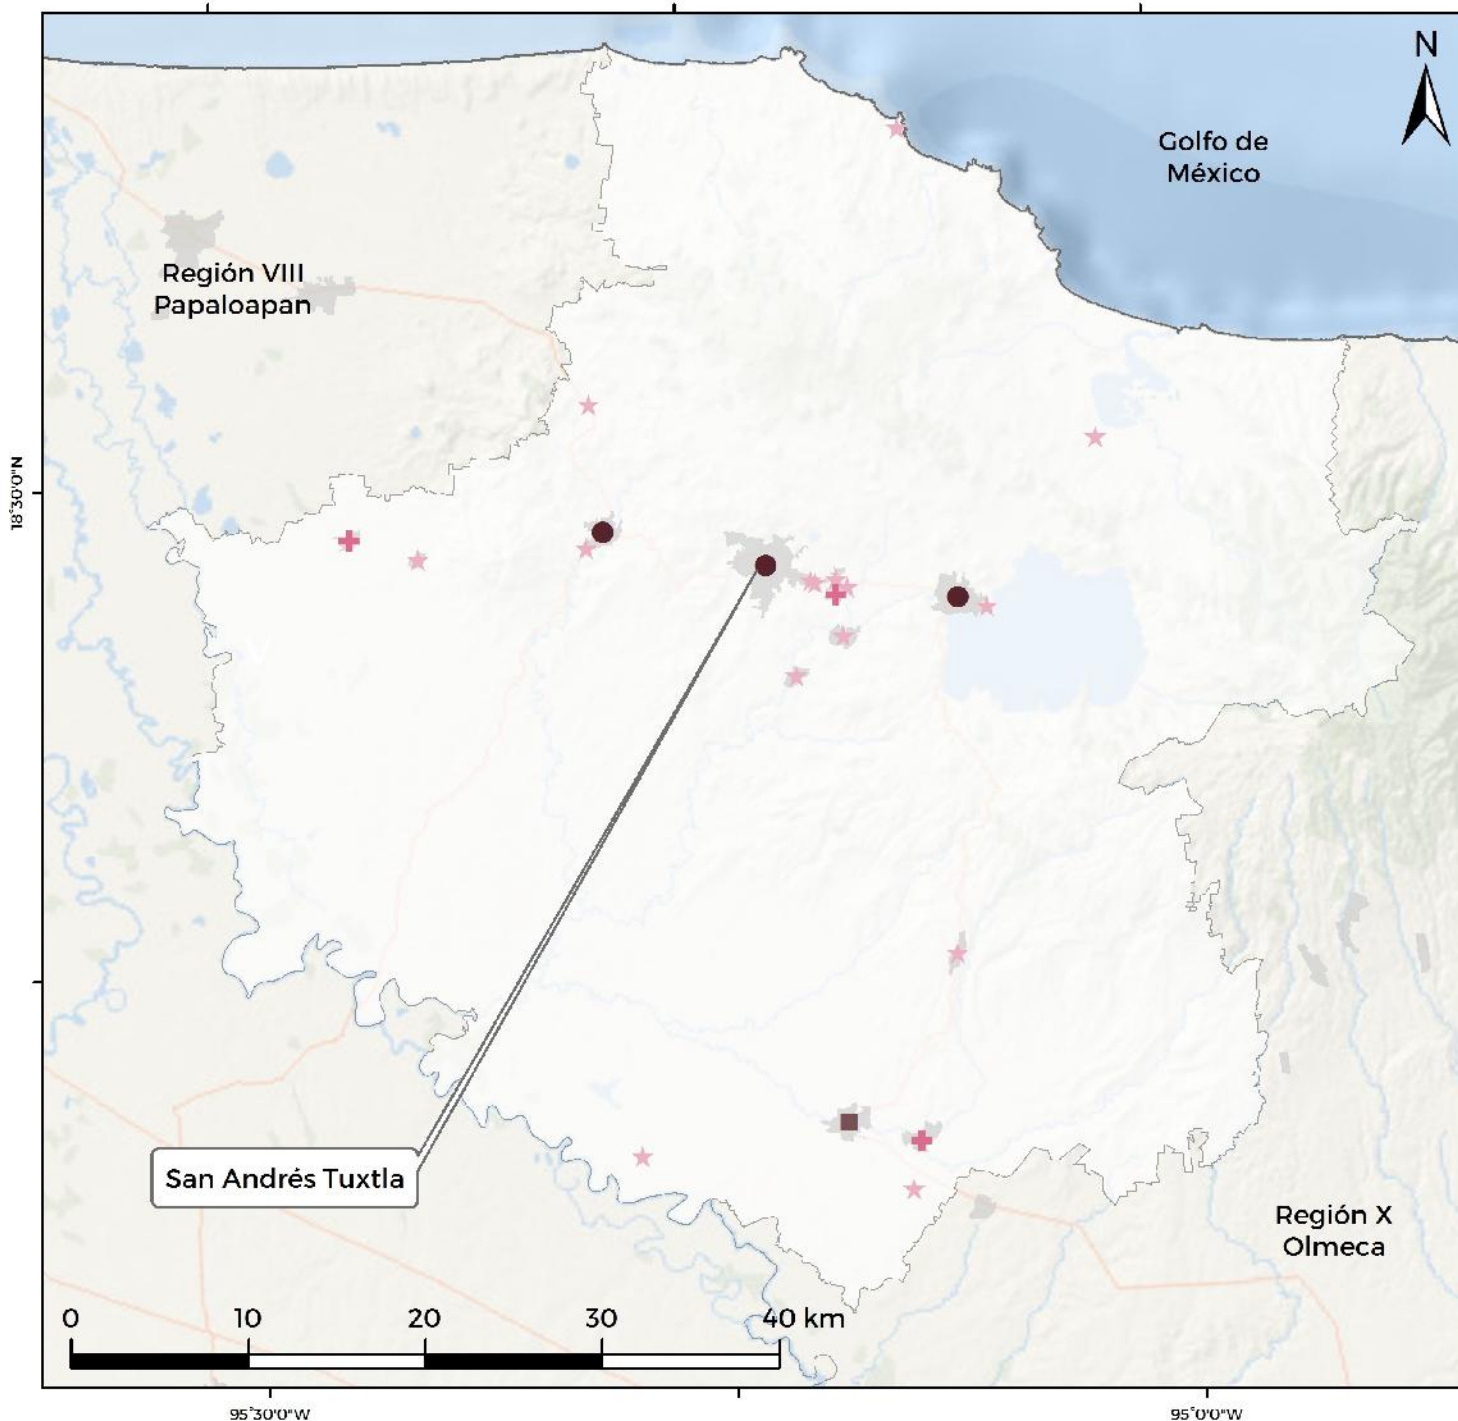 N
Golfo de
México
Región VIII
Papaloapan
18°30'0"N
San Andrés Tuxtla
Región X
Olmeca
0 10 20 30 40 km
95°30'0"W 95°0'0"W